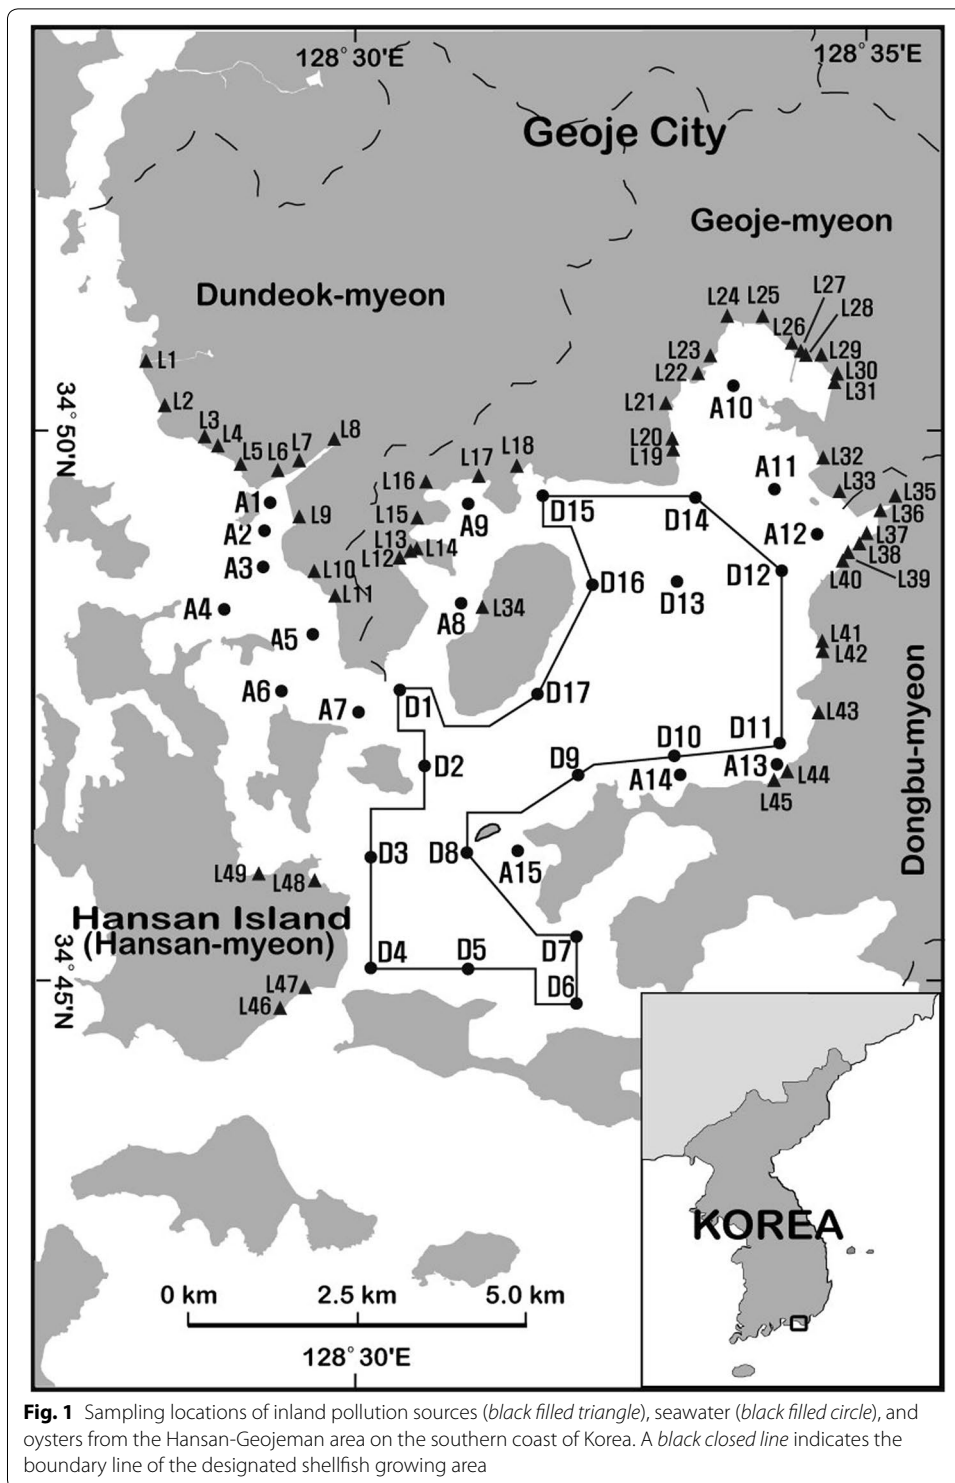 128°30'E
128°35'E
Geoje City
Geoje-myeon
Dundeok-myeon
L27
L24 L25
L28
L26
L1
L23
L29
L22
L30
L31
L2
L21
A10
34°50'N
L3
L4
L8
L20
L5 L6 L7
L18
L19
L17
L32
L16
A11
L33
L35
A1
L9
L15
A9
D15
D14
L36
A2
L13
A12
L37
L12
L14
L38
A3
L10
D16
D13
D12
L40
L39
L11
A4
A8
L34
A5
L41
L42
A6
D1
D17
A7
L43
D10
D11
D2
D9
A14
A13
L44
L45
Dongbu-myeon
D3
D8
A15
L49
L48
Hansan Island
(Hansan-myeon)
D4
D5
D7
34°45'N
L47
D6
L46
KOREA
0 km 2.5 km 5.0 km
128°30'E
Fig. 1 Sampling locations of inland pollution sources (black filled triangle), seawater (black filled circle), and
oysters from the Hansan-Geojeman area on the southern coast of Korea. A black closed line indicates the
boundary line of the designated shellfish growing area